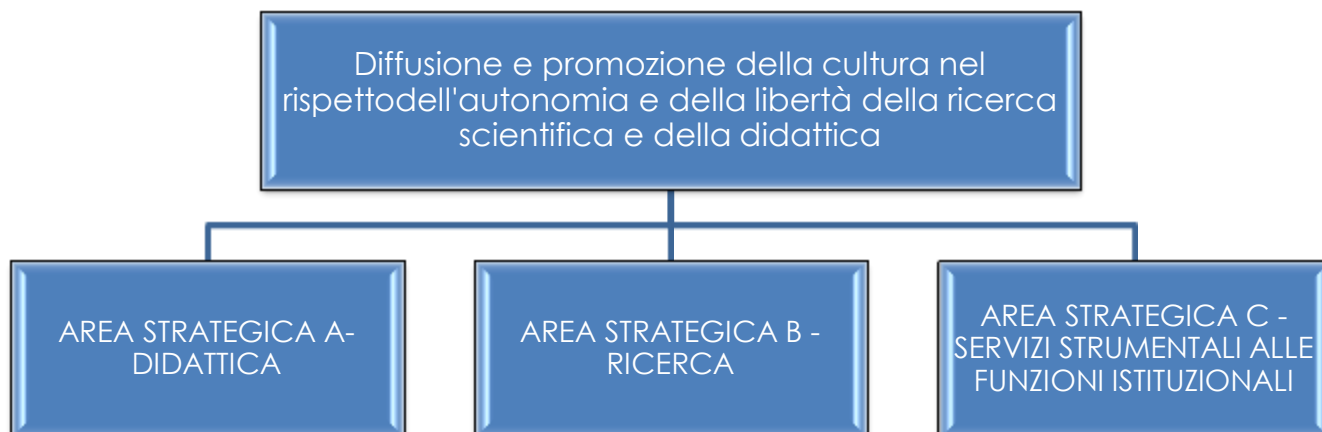 Diffusione e promozione della cultura nel
rispettodell'autonomia e della libertà della ricerca
scientifica e della didattica
AREA STRATEGICA A-
DIDATTICA
AREA STRATEGICA B -
RICERCA
AREA STRATEGICA C -
SERVIZI STRUMENTALI ALLE
FUNZIONI ISTITUZIONALI